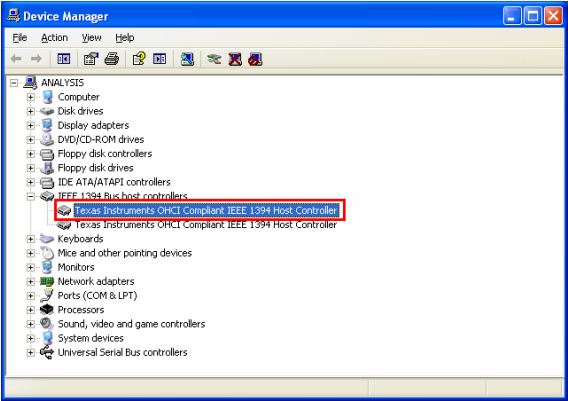 Device Manager
File Action View Help
ANALYSIS
Computer
Disk drives
Display adapters
DVD/CD-ROM drives
Floppy disk controllers
Floppy disk drives
IDE ATA/ATAPI controllers
IEEE 1394 Bus host controllers
Texas Instruments OHCI Compliant IEEE 1394 Host Controller
Texas Instruments OHCI Compliant IEEE 1394 Host Controller
Keyboards
Mice and other pointing devices
Monitors
Network adapters
Ports (COM & LPT)
Processors
Sound, video and game controllers
System devices
Universal Serial Bus controllers